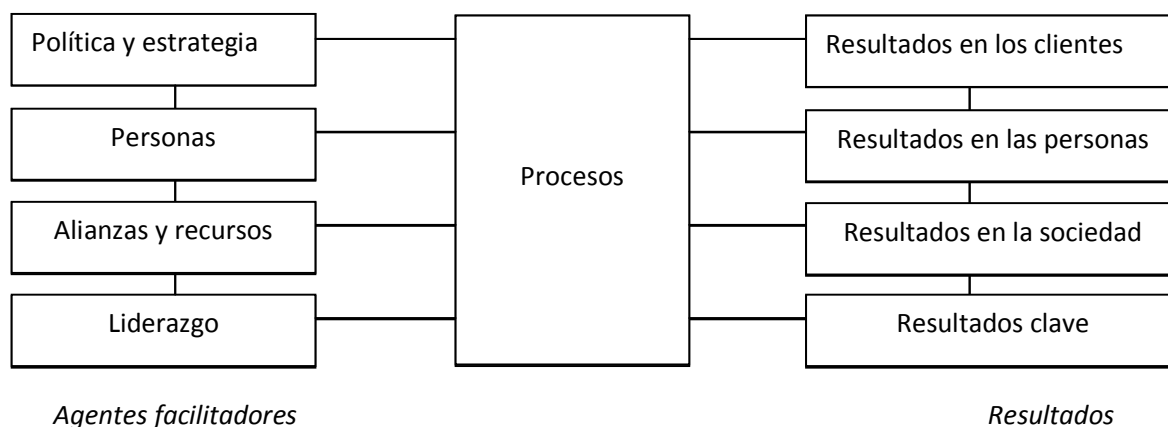 Política y estrategia
Personas
Alianzas y recursos
Liderazgo
Procesos
Resultados en los clientes
Resultados en las personas
Resultados en la sociedad
Resultados clave
Agentes facilitadores
Resultados